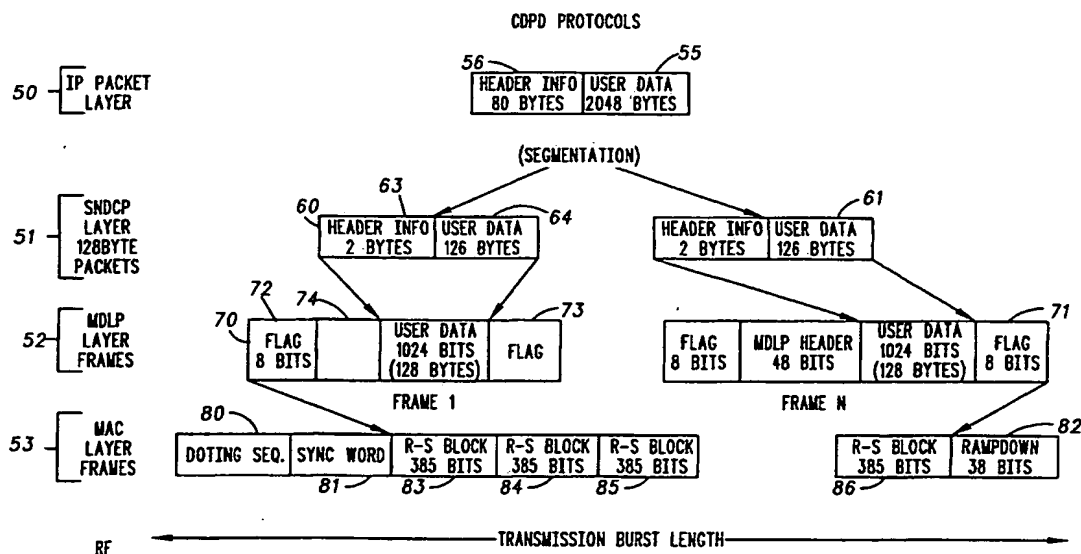 CDPD PROTOCOLS
56
55
50
IP PACKET
LAYER
HEADER INFO
80 BYTES
USER DATA
2048 BYTES
(SEGMENTATION)
63
60
64
61
51
SNDCP
LAYER
128BYTE
PACKETS
HEADER INFO
2 BYTES
USER DATA
126 BYTES
HEADER INFO
2 BYTES
USER DATA
126 BYTES
72
74
73
71
70
52
MDLP
LAYER
FRAMES
FLAG
8 BITS
USER DATA
1024 BITS
(128 BYTES)
FLAG
FLAG
8 BITS
MDLP HEADER
48 BITS
USER DATA
1024 BITS
(128 BYTES)
FLAG
8 BITS
FRAME 1
FRAME N
80
82
53
MAC
LAYER
FRAMES
DOTING SEQ.
SYNC WORD
R-S BLOCK
385 BITS
R-S BLOCK
385 BITS
R-S BLOCK
385 BITS
R-S BLOCK
385 BITS
RAMPDOWN
38 BITS
81
83
84
85
86
RF
TRANSMISSION BURST LENGTH